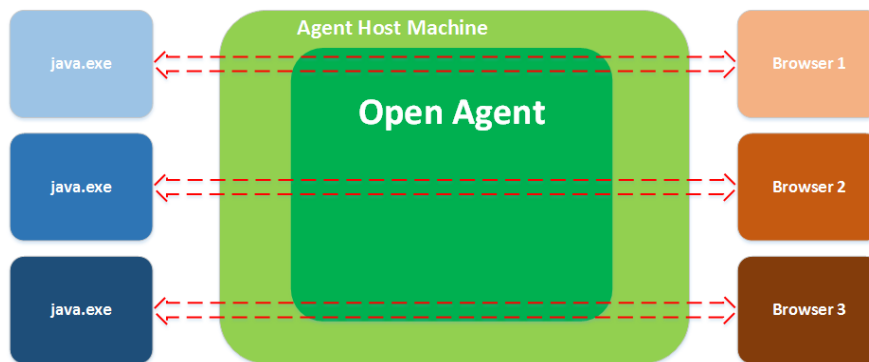 Agent Host Machine
java.exe
Browser 1
Open Agent
java.exe
Browser 2
java.exe
Browser 3